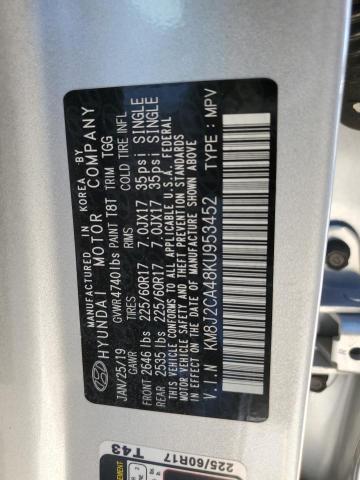 MANUFACTURED IN KOREA BY
HYUNDAI MOTOR COMPANY
GVWR4740lbs PAINT T8T TRIM TGG
JAN/25/19 TIRES RIMS COLD TIRE INFL
GAWR
FRONT 2646 lbs 225/60R17 7.0JX17 35psi SINGLE
REAR 2535 lbs 225/60R17 7.0JX17 35psi SINGLE
THIS VEHICLE CONFORMS TO ALL APPLICABLE U.S.A. FEDERAL
MOTOR VEHICLE SAFETY, BUMPER, AND THEFT PREVENTION STANDARDS
IN EFFECT ON THE DATE OF MANUFACTURE SHOWN ABOVE.
V.I.N : KM8J2CA48KU953452 TYPE : MPV
T43
225/60R17